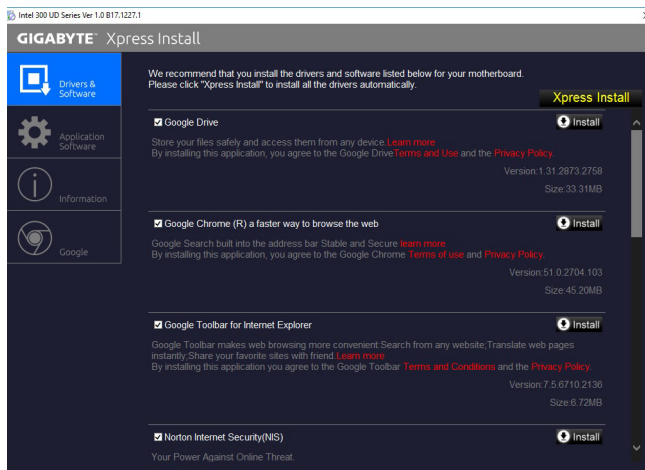 Intel 300 UD Series Ver 1.0 B17.1227.1
GIGABYTE™ Xpress Install
Drivers &
Software
Application
Software
Information
Google
We recommend that you install the drivers and software listed below for your motherboard.
Please click "Xpress Install" to install all the drivers automatically.
Xpress Install
Google Drive
Install
Store your files safely and access them from any device.Learn more
By installing this application, you agree to the Google DriveTerms and Use and the Privacy Policy.
Version:1.31.2873.2758
Size:33.31MB
Google Chrome (R) a faster way to browse the web
Install
Google Search built into the address bar Stable and Secure learn more
By installing this application, you agree to the Google Chrome Terms of use and Privacy Policy.
Version:51.0.2704.103
Size:45.20MB
Google Toolbar for Internet Explorer
Install
Google Toolbar makes web browsing more convenient Search from any website;Translate web pages
instantly;Share your favorite sites with friend.Learn more
By installing this application you agree to the Google Toolbar Terms and Conditions and the Privacy Policy.
Version:7.5.6710.2136
Size:6.72MB
Norton Internet Security(NIS)
Install
Your Power Against Online Threat.